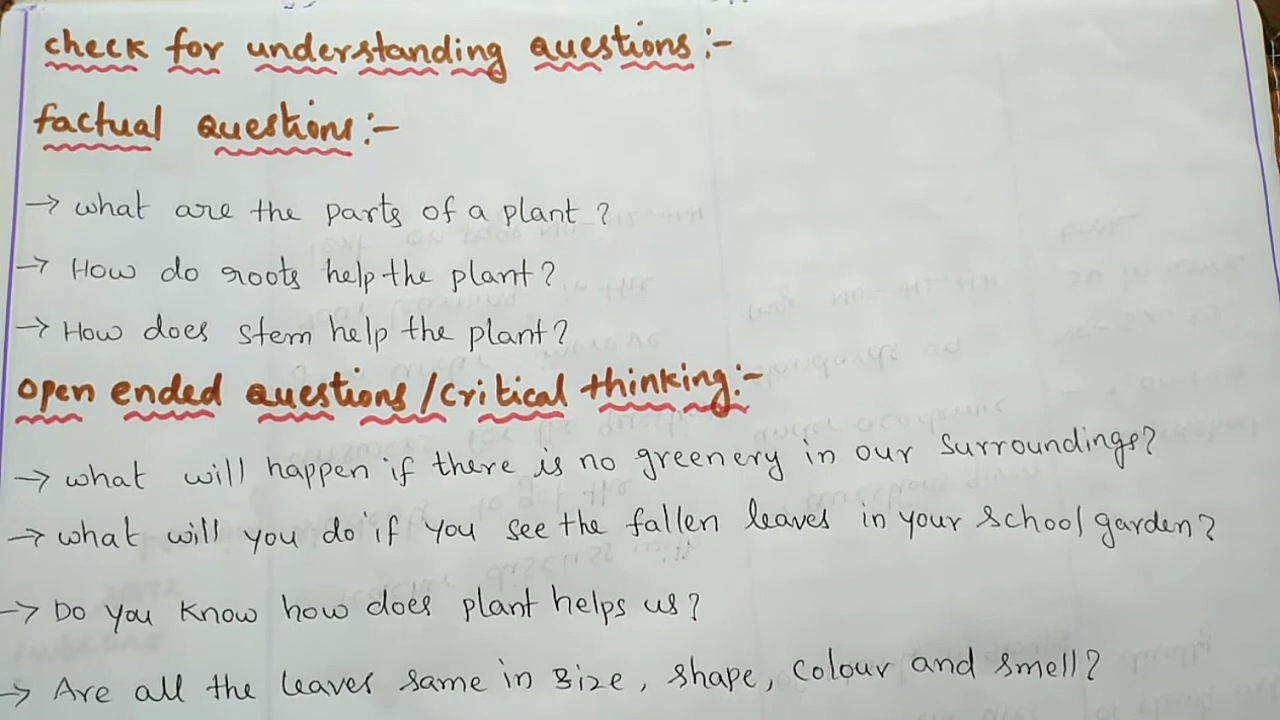 check for understanding questions:-
factual questions:-
→ what are the parts of a plant ?
→ How do roots help the plant?
→ How does stem help the plant?
open ended questions/critical thinking:-
→ what will happen if there is no greenery in our surroundings?
→ what will you do if you see the fallen leaves in your school garden?
→ Do you know how does plant helps us?
→ Are all the leaves same in size, shape, colour and smell?